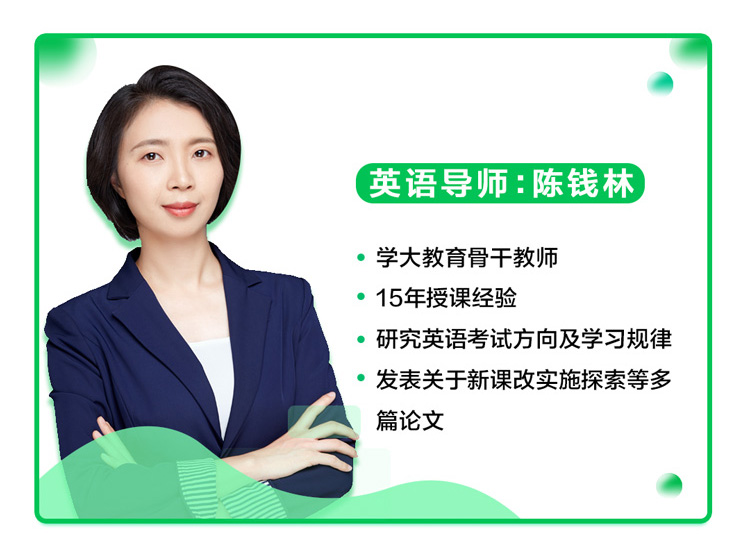 英语导师:陈钱林
学大教育骨干教师
15年授课经验
研究英语考试方向及学习规律
发表关于新课改实施探索等多
篇论文